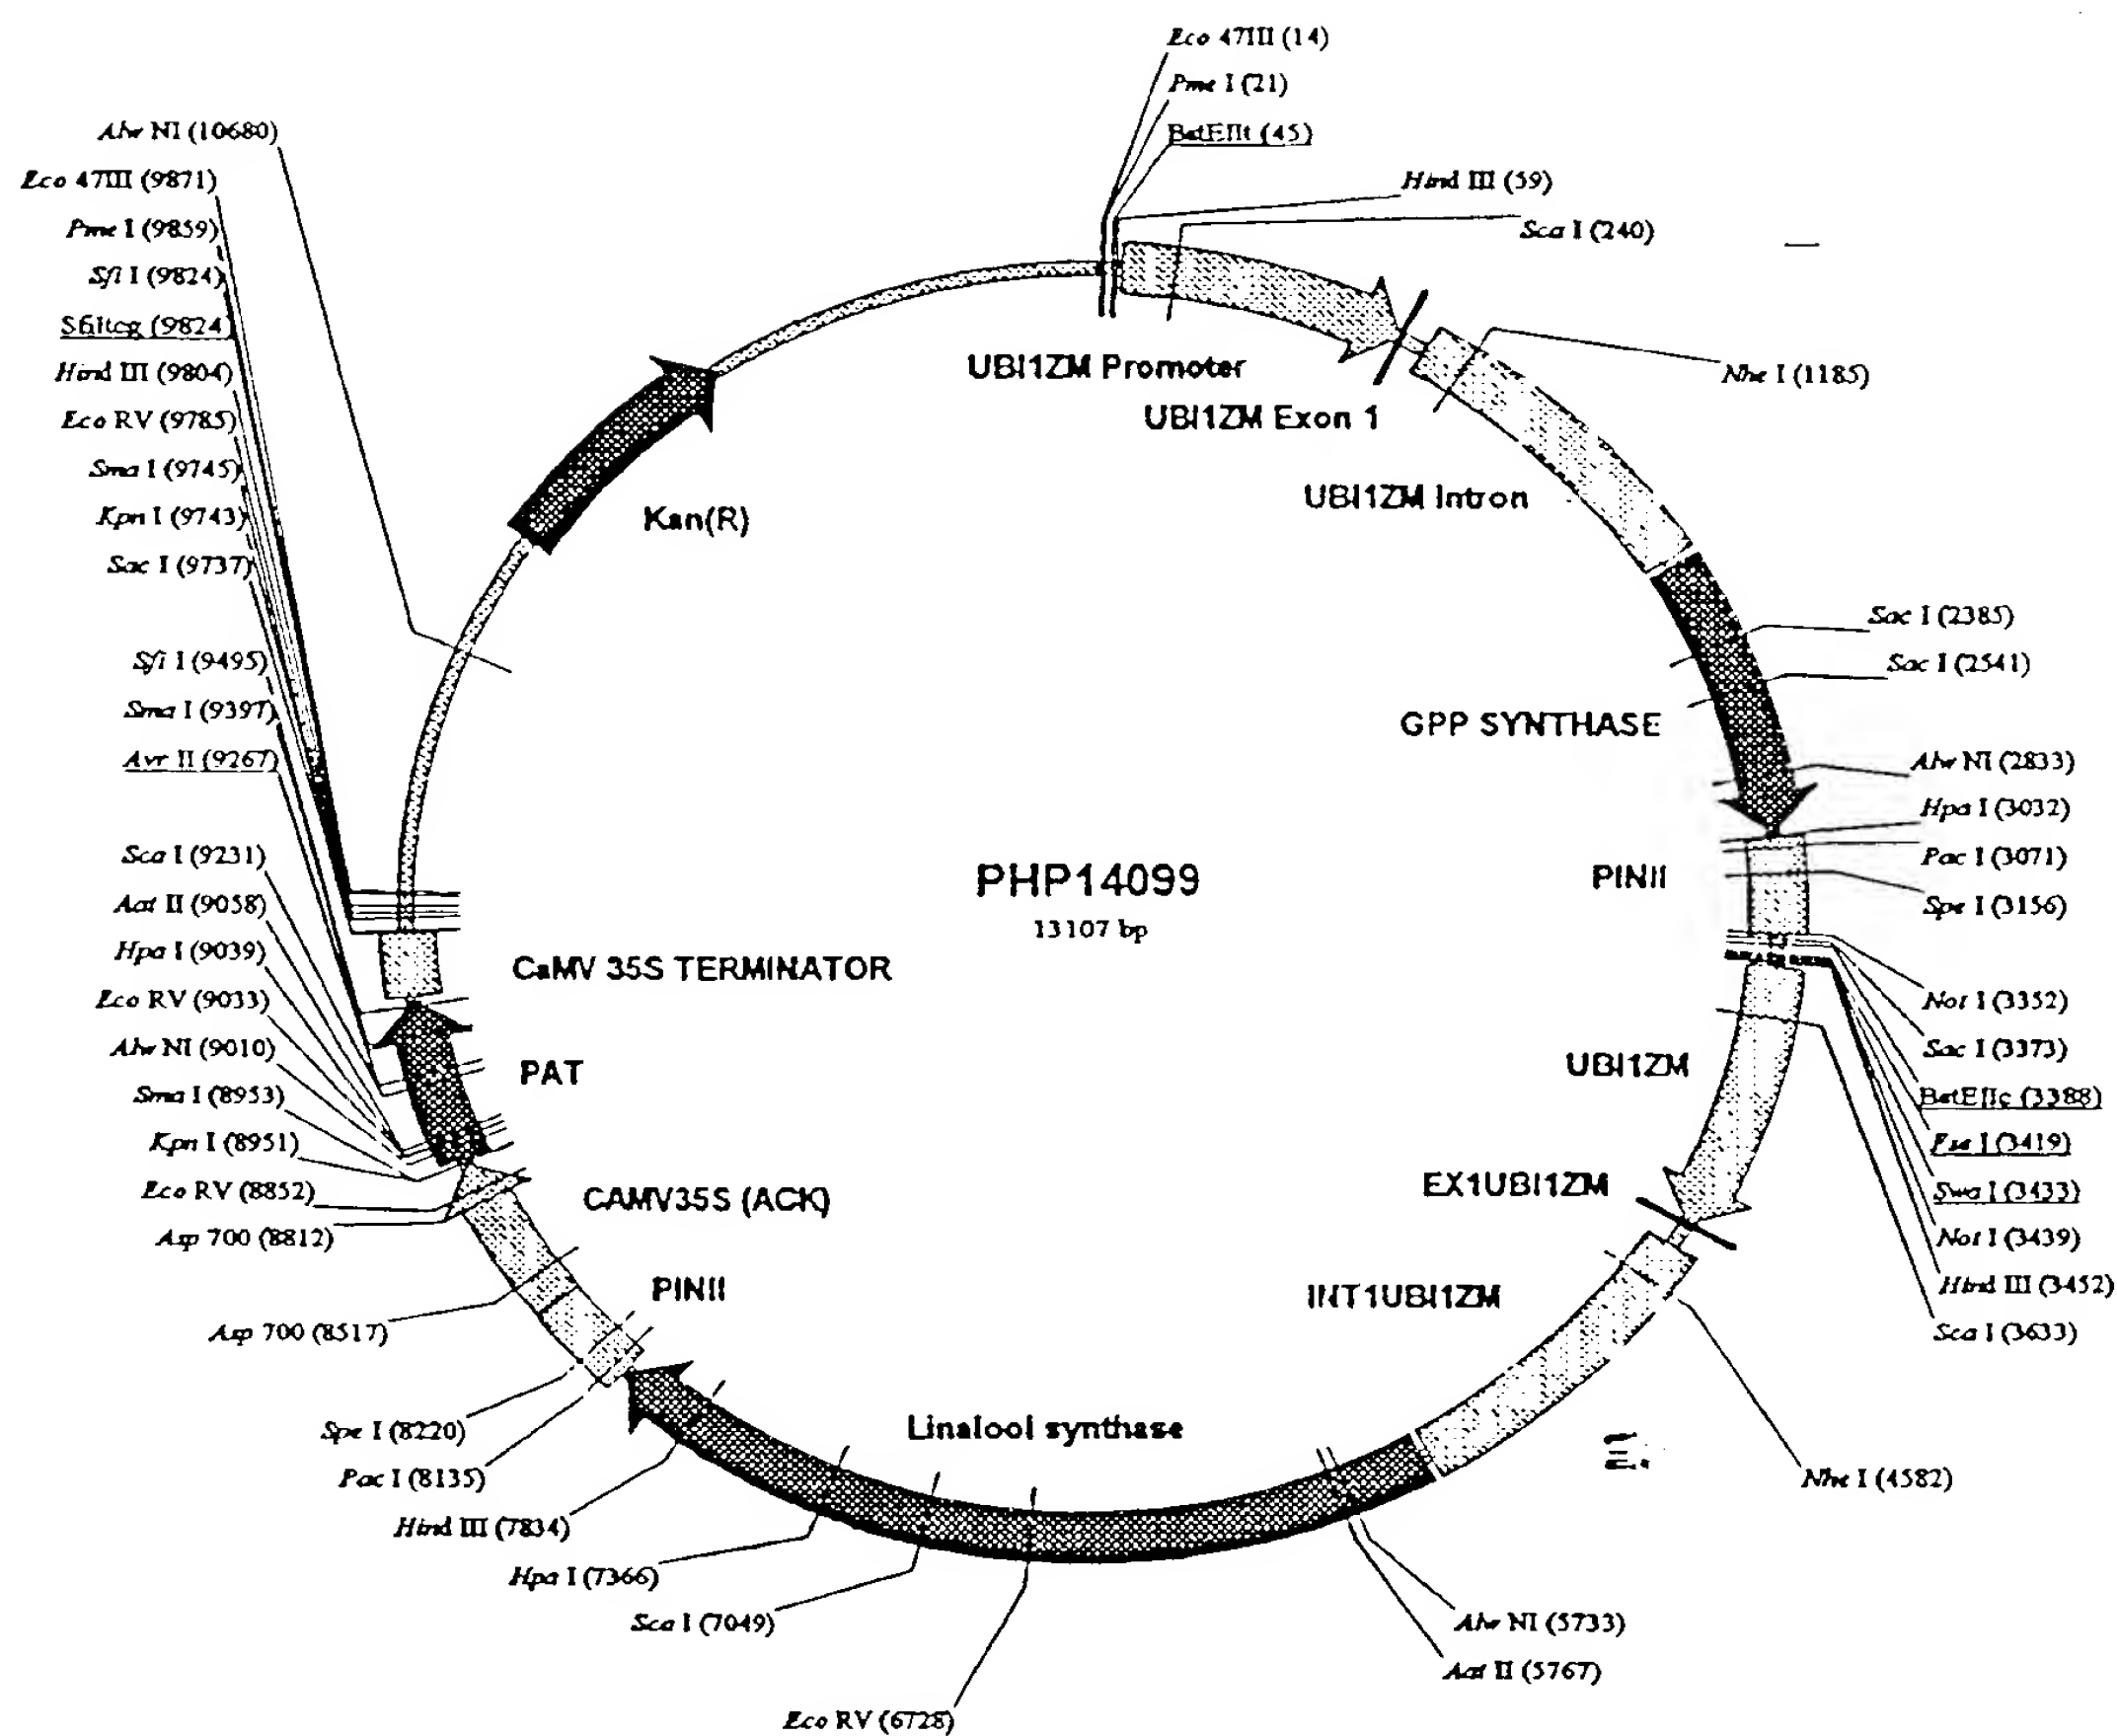 Eco 47III (14)
Pme I (21)
BstEIIt (45)
Hind III (59)
Sca I (240)
Nhe I (1185)
Sac I (2385)
Sac I (2541)
Alw NI (2833)
Hpa I (3032)
Pac I (3071)
Spe I (3156)
Not I (3352)
Sac I (3373)
BstEIIc (3388)
Fse I (3419)
Swa I (3433)
Not I (3439)
Hind III (3452)
Sca I (3633)
Nhe I (4582)
Alw NI (5733)
Aat II (5767)
Eco RV (6728)
Sca I (7049)
Hpa I (7366)
Hind III (7834)
Pac I (8135)
Spe I (8220)
Asp 700 (8517)
Asp 700 (8812)
Eco RV (8852)
Kpn I (8951)
Sma I (8953)
Alw NI (9010)
Eco RV (9033)
Hpa I (9039)
Aat II (9058)
Sca I (9231)
Avr II (9267)
Sma I (9397)
Sfi I (9495)
Sac I (9737)
Kpn I (9743)
Sma I (9745)
Eco RV (9785)
Hind III (9804)
(9824)
Sfi I (9824)
Pme I (9859)
Eco 47III (9871)
Alw NI (10680)
UBI1ZM Promoter
UBI1ZM Exon 1
UBI1ZM Intron
GPP SYNTHASE
PINII
UBI1ZM
EX1UBI1ZM
INT1UBI1ZM
Linalool synthase
PINII
CAMV35S (ACK)
PAT
CaMV 35S TERMINATOR
Kan(R)
PHP14099
13107 bp